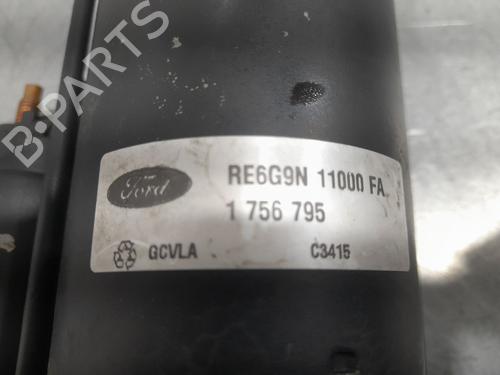 B-PARTS
Ford
RE6G9N 11000 FA
1 756 795
GCVLA C3415